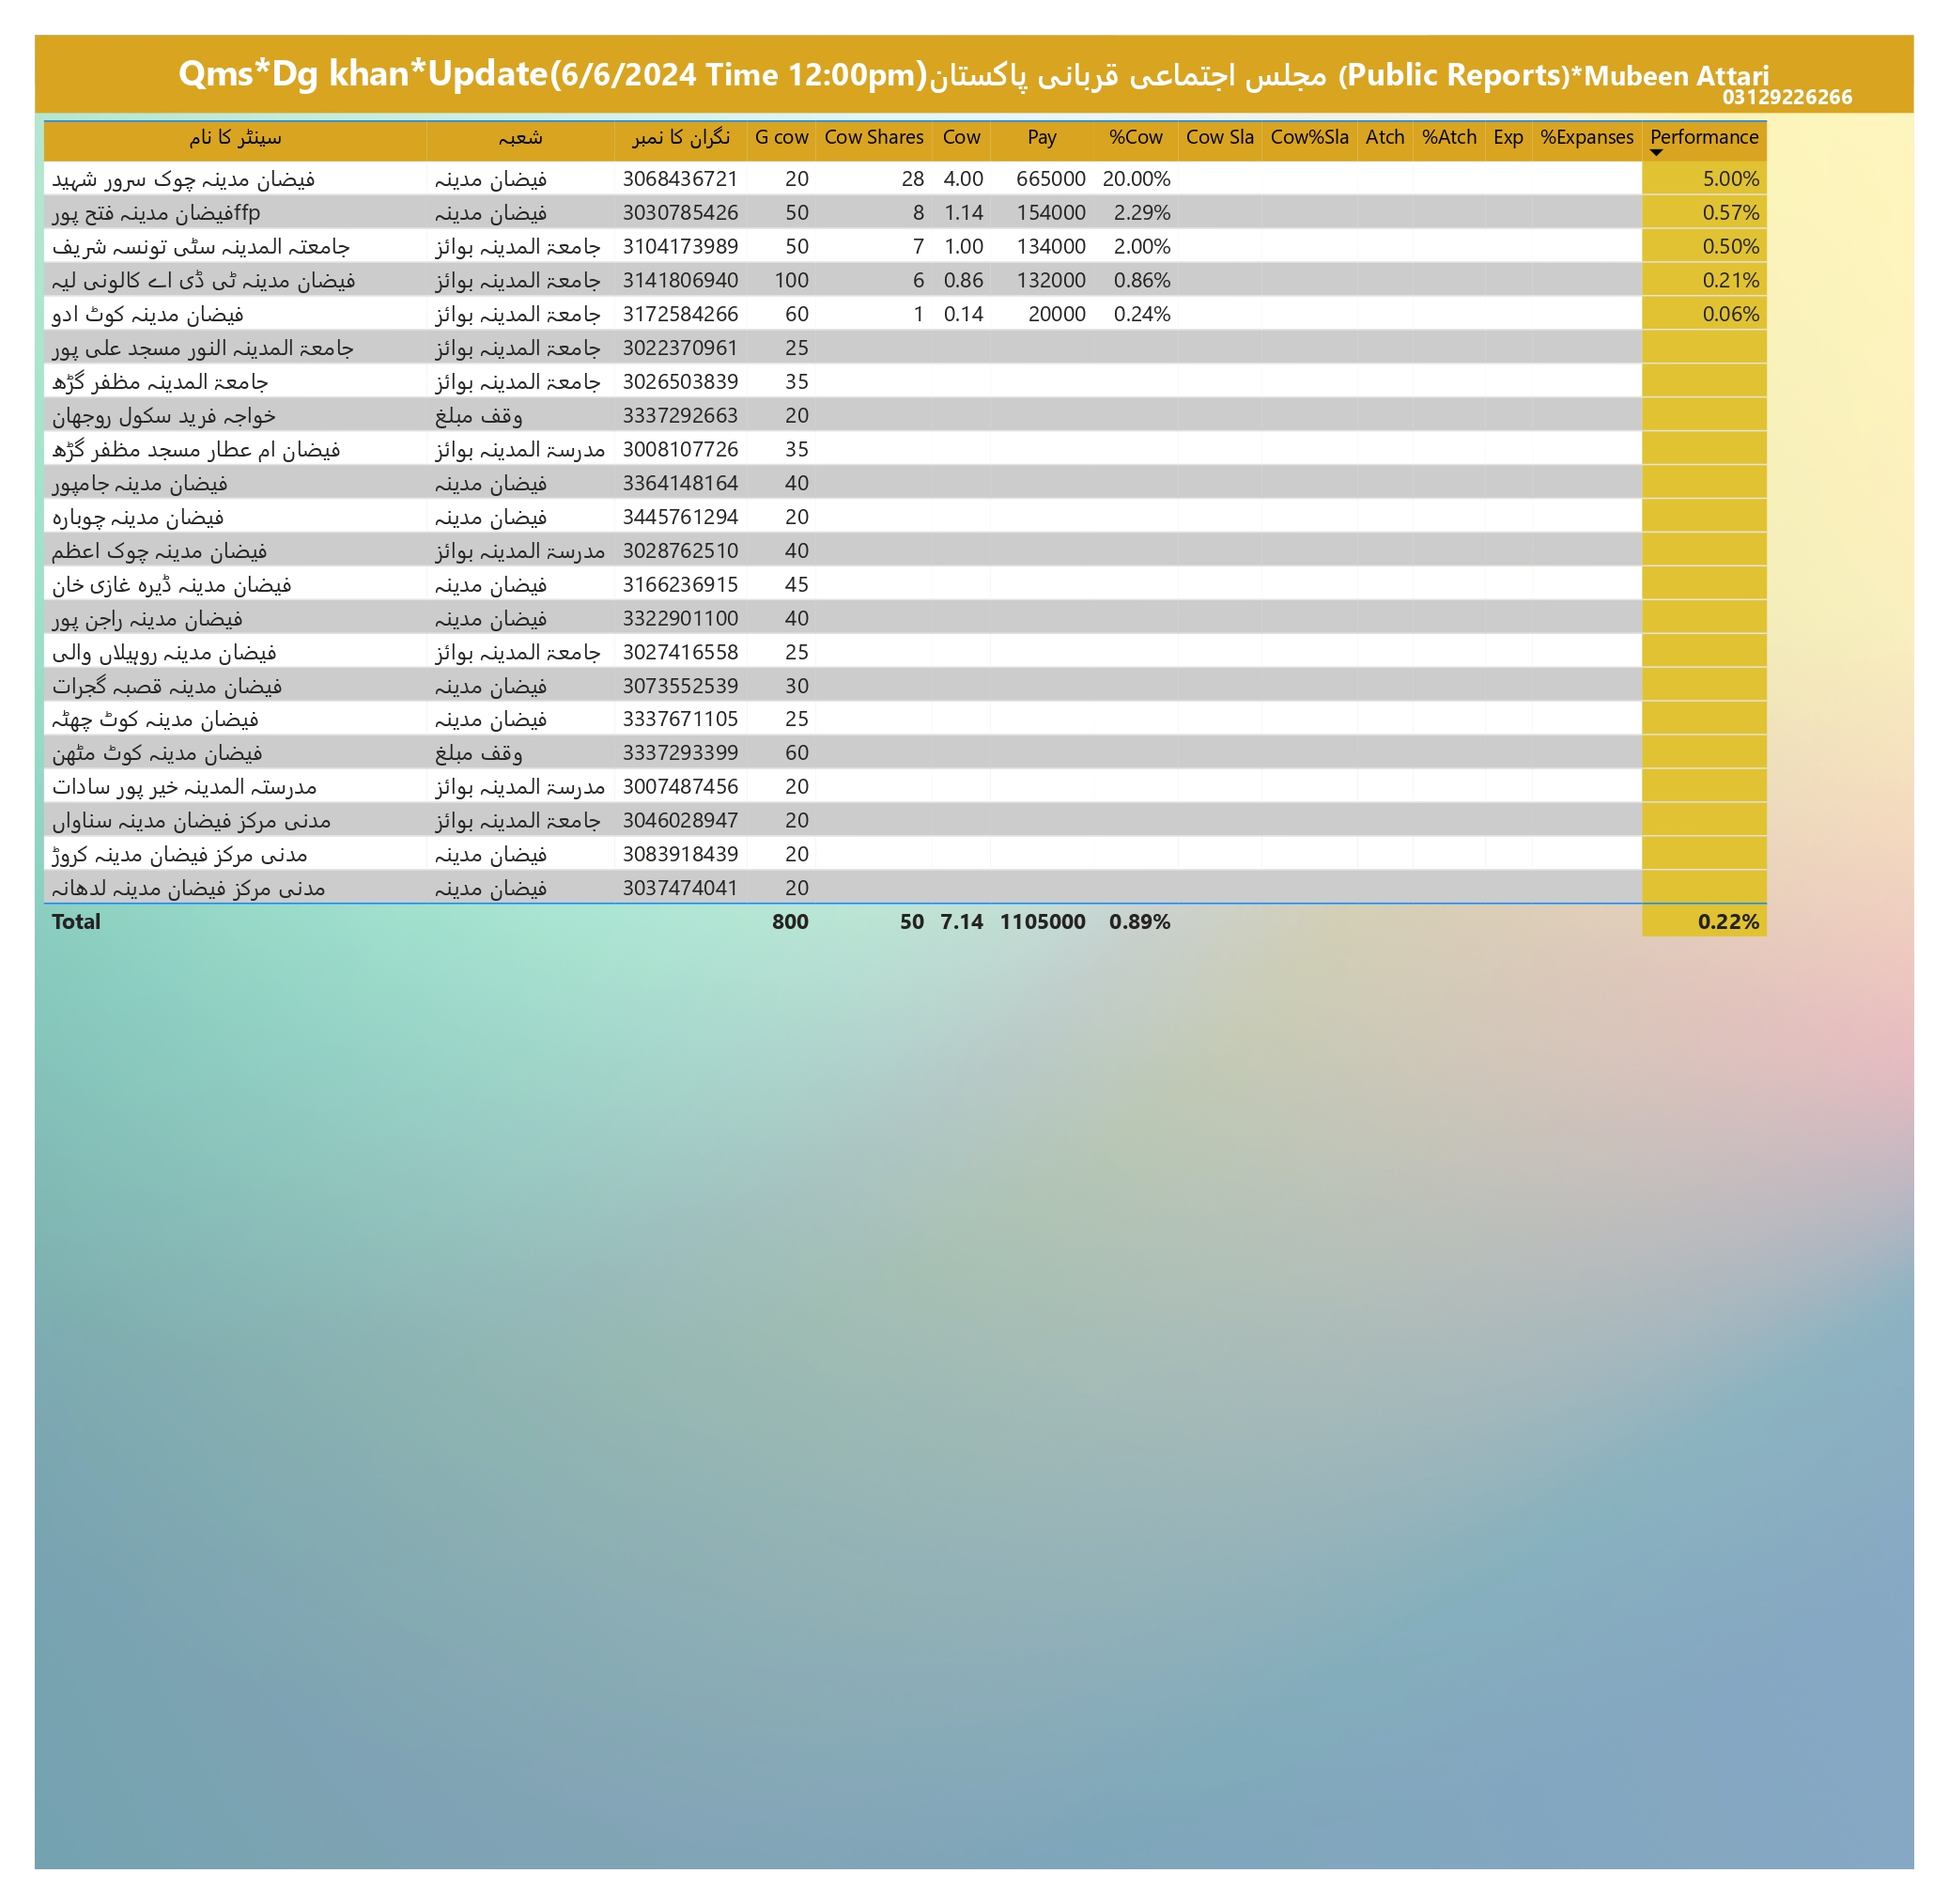 Qms*Dg khan*Update(6/6/2024 Time 12:00pm)مجلس اجتماعی قربانی پاکستان (Public Reports)*Mubeen Attari
03129226266
سینٹر کا نام شعبہ نگران کا نمبر G cow Cow Shares Cow Pay %Cow Cow Sla Cow%Sla Atch %Atch Exp %Expanses Performance
فیضان مدینہ چوک سرور شہید فیضان مدینہ 3068436721 20 28 4.00 665000 20.00% 5.00%
فیضان مدینہ فتح پورffp فیضان مدینہ 3030785426 50 8 1.14 154000 2.29% 0.57%
جامعتہ المدینہ سٹی تونسہ شریف جامعۃ المدینہ بوائز 3104173989 50 7 1.00 134000 2.00% 0.50%
فیضان مدینہ ٹی ڈی اے کالونی لیہ جامعۃ المدینہ بوائز 3141806940 100 6 0.86 132000 0.86% 0.21%
فیضان مدینہ کوٹ ادو جامعۃ المدینہ بوائز 3172584266 60 1 0.14 20000 0.24% 0.06%
جامعۃ المدینہ النور مسجد علی پور جامعۃ المدینہ بوائز 3022370961 25
جامعۃ المدینہ مظفر گڑھ جامعۃ المدینہ بوائز 3026503839 35
خواجہ فرید سکول روجھان وقف مبلغ 3337292663 20
فیضان ام عطار مسجد مظفر گڑھ مدرسۃ المدینہ بوائز 3008107726 35
فیضان مدینہ جامپور فیضان مدینہ 3364148164 40
فیضان مدینہ چوبارہ فیضان مدینہ 3445761294 20
فیضان مدینہ چوک اعظم مدرسۃ المدینہ بوائز 3028762510 40
فیضان مدینہ ڈیرہ غازی خان فیضان مدینہ 3166236915 45
فیضان مدینہ راجن پور فیضان مدینہ 3322901100 40
فیضان مدینہ روہیلاں والی جامعۃ المدینہ بوائز 3027416558 25
فیضان مدینہ قصبہ گجرات فیضان مدینہ 3073552539 30
فیضان مدینہ کوٹ چھٹہ فیضان مدینہ 3337671105 25
فیضان مدینہ کوٹ مٹھن وقف مبلغ 3337293399 60
مدرستہ المدینہ خیر پور سادات مدرسۃ المدینہ بوائز 3007487456 20
مدنی مرکز فیضان مدینہ سناواں جامعۃ المدینہ بوائز 3046028947 20
مدنی مرکز فیضان مدینہ کروڑ فیضان مدینہ 3083918439 20
مدنی مرکز فیضان مدینہ لدھانہ فیضان مدینہ 3037474041 20
Total 800 50 7.14 1105000 0.89% 0.22%